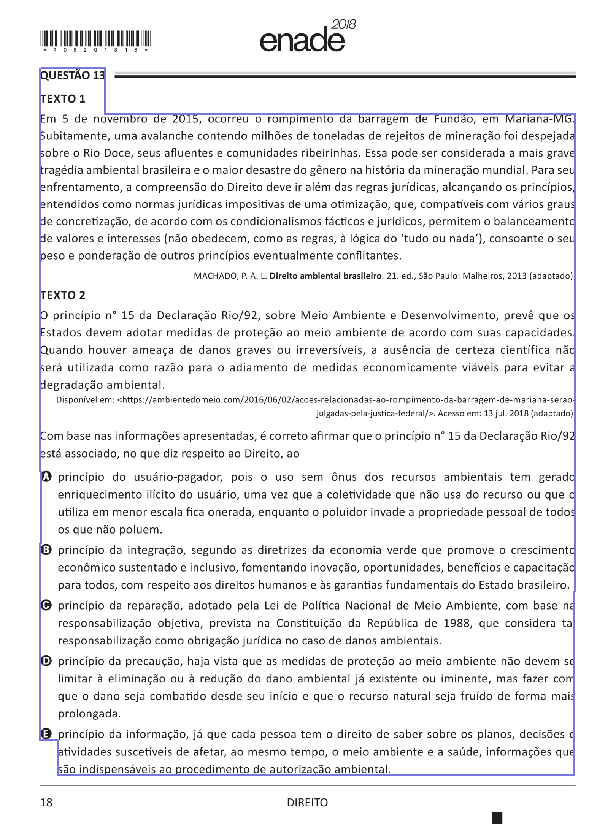 *R06201818*
enade 2018
QUESTÃO 13
TEXTO 1
Em 5 de novembro de 2015, ocorreu o rompimento da barragem de Fundão, em Mariana-MG.
Subitamente, uma avalanche contendo milhões de toneladas de rejeitos de mineração foi despejada
sobre o Rio Doce, seus afluentes e comunidades ribeirinhas. Essa pode ser considerada a mais grave
tragédia ambiental brasileira e o maior desastre do gênero na história da mineração mundial. Para seu
enfrentamento, a compreensão do Direito deve ir além das regras jurídicas, alcançando os princípios,
entendidos como normas jurídicas impositivas de uma otimização, que, compatíveis com vários graus
de concretização, de acordo com os condicionalismos fácticos e jurídicos, permitem o balanceamento
de valores e interesses (não obedecem, como as regras, à lógica do 'tudo ou nada'), consoante o seu
peso e ponderação de outros princípios eventualmente conflitantes.
MACHADO, P. A. L. Direito ambiental brasileiro. 21. ed., São Paulo: Malheiros, 2013 (adaptado)
TEXTO 2
O princípio n° 15 da Declaração Rio/92, sobre Meio Ambiente e Desenvolvimento, prevê que os
Estados devem adotar medidas de proteção ao meio ambiente de acordo com suas capacidades.
Quando houver ameaça de danos graves ou irreversíveis, a ausência de certeza científica não
será utilizada como razão para o adiamento de medidas economicamente viáveis para evitar a
degradação ambiental.
Disponível em: <https://ambientedomeio.com/2016/06/02/acoes-relacionadas-ao-rompimento-da-barragem-de-mariana-serao-
julgadas-pela-justica-federal/>. Acesso em: 13 jul. 2018 (adaptado)
Com base nas informações apresentadas, é correto afirmar que o princípio n° 15 da Declaração Rio/92
está associado, no que diz respeito ao Direito, ao
A princípio do usuário-pagador, pois o uso sem ônus dos recursos ambientais tem gerado
enriquecimento ilícito do usuário, uma vez que a coletividade que não usa do recurso ou que o
utiliza em menor escala fica onerada, enquanto o poluidor invade a propriedade pessoal de todos
os que não poluem.
B princípio da integração, segundo as diretrizes da economia verde que promove o crescimento
econômico sustentado e inclusivo, fomentando inovação, oportunidades, benefícios e capacitação
para todos, com respeito aos direitos humanos e às garantias fundamentais do Estado brasileiro.
C princípio da reparação, adotado pela Lei de Política Nacional de Meio Ambiente, com base na
responsabilização objetiva, prevista na Constituição da República de 1988, que considera tal
responsabilização como obrigação jurídica no caso de danos ambientais.
D princípio da precaução, haja vista que as medidas de proteção ao meio ambiente não devem se
limitar à eliminação ou à redução do dano ambiental já existente ou iminente, mas fazer com
que o dano seja combatido desde seu início e que o recurso natural seja fruído de forma mais
prolongada.
E princípio da informação, já que cada pessoa tem o direito de saber sobre os planos, decisões e
atividades suscetíveis de afetar, ao mesmo tempo, o meio ambiente e a saúde, informações que
são indispensáveis ao procedimento de autorização ambiental.
18
DIREITO